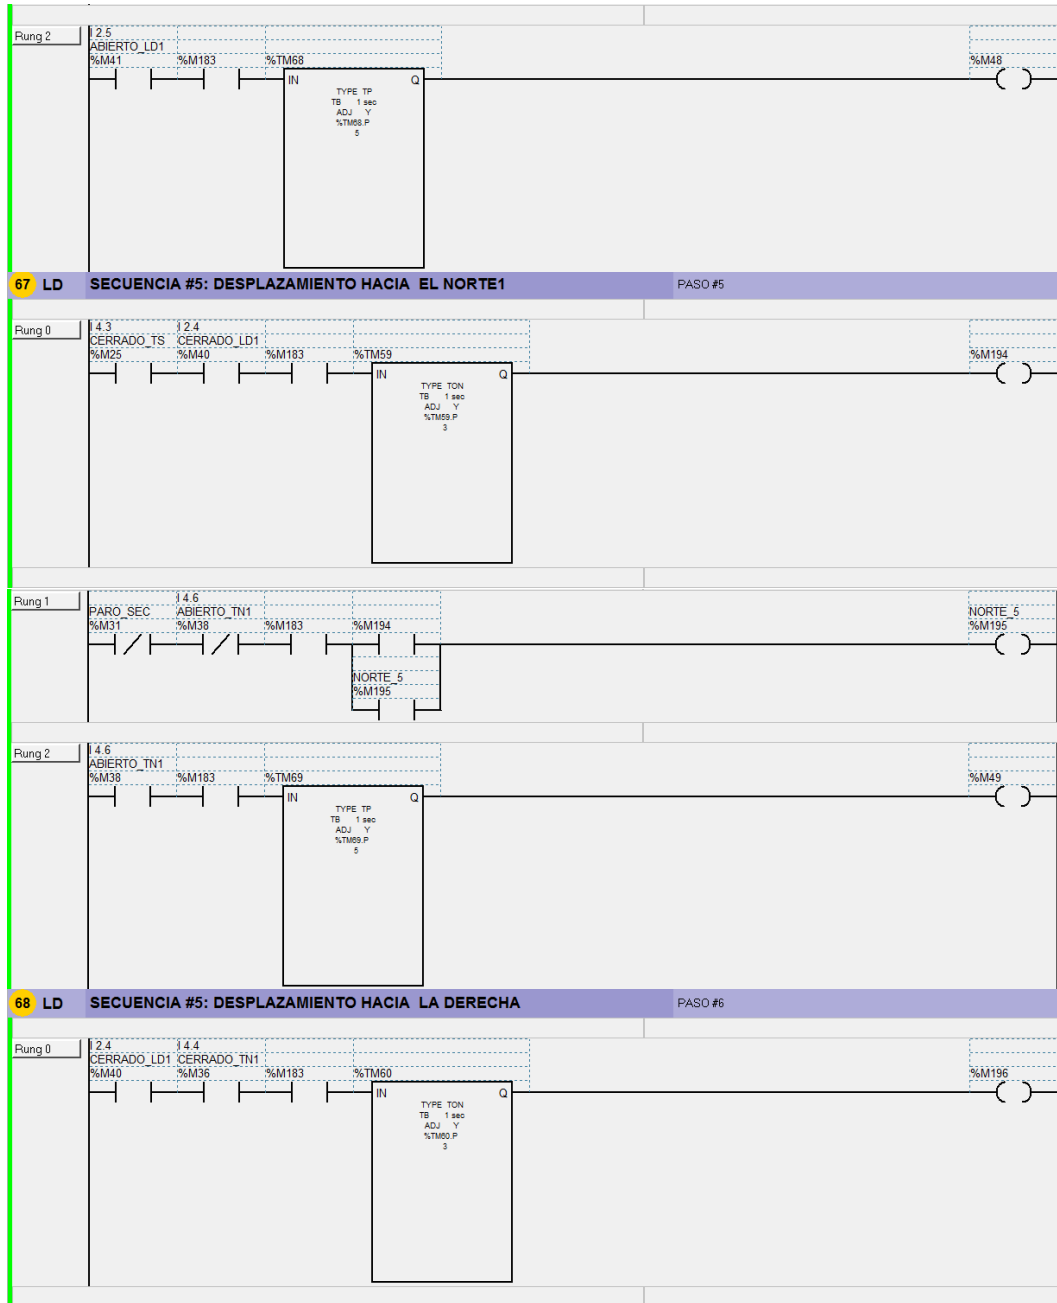 Rung 2
I 2.5
ABIERTO_LD1
%M41 %M183 %TM68 %M48
IN Q
TYPE TP
TB 1 sec
ADJ Y
%TM68.P
5
67 LD SECUENCIA #5: DESPLAZAMIENTO HACIA EL NORTE1 PASO #5
Rung 0
I 4.3 I 2.4
CERRADO_TS CERRADO_LD1
%M25 %M40 %M183 %TM59 %M194
IN Q
TYPE TON
TB 1 sec
ADJ Y
%TM59.P
3
Rung 1
I 4.6
PARO_SEC ABIERTO_TN1 NORTE_5
%M31 %M38 %M183 %M194 %M195
NORTE_5
%M195
Rung 2
I 4.6
ABIERTO_TN1
%M38 %M183 %TM69 %M49
IN Q
TYPE TP
TB 1 sec
ADJ Y
%TM69.P
5
68 LD SECUENCIA #5: DESPLAZAMIENTO HACIA LA DERECHA PASO #6
Rung 0
I 2.4 I 4.4
CERRADO_LD1 CERRADO_TN1
%M40 %M36 %M183 %TM60 %M196
IN Q
TYPE TON
TB 1 sec
ADJ Y
%TM60.P
3